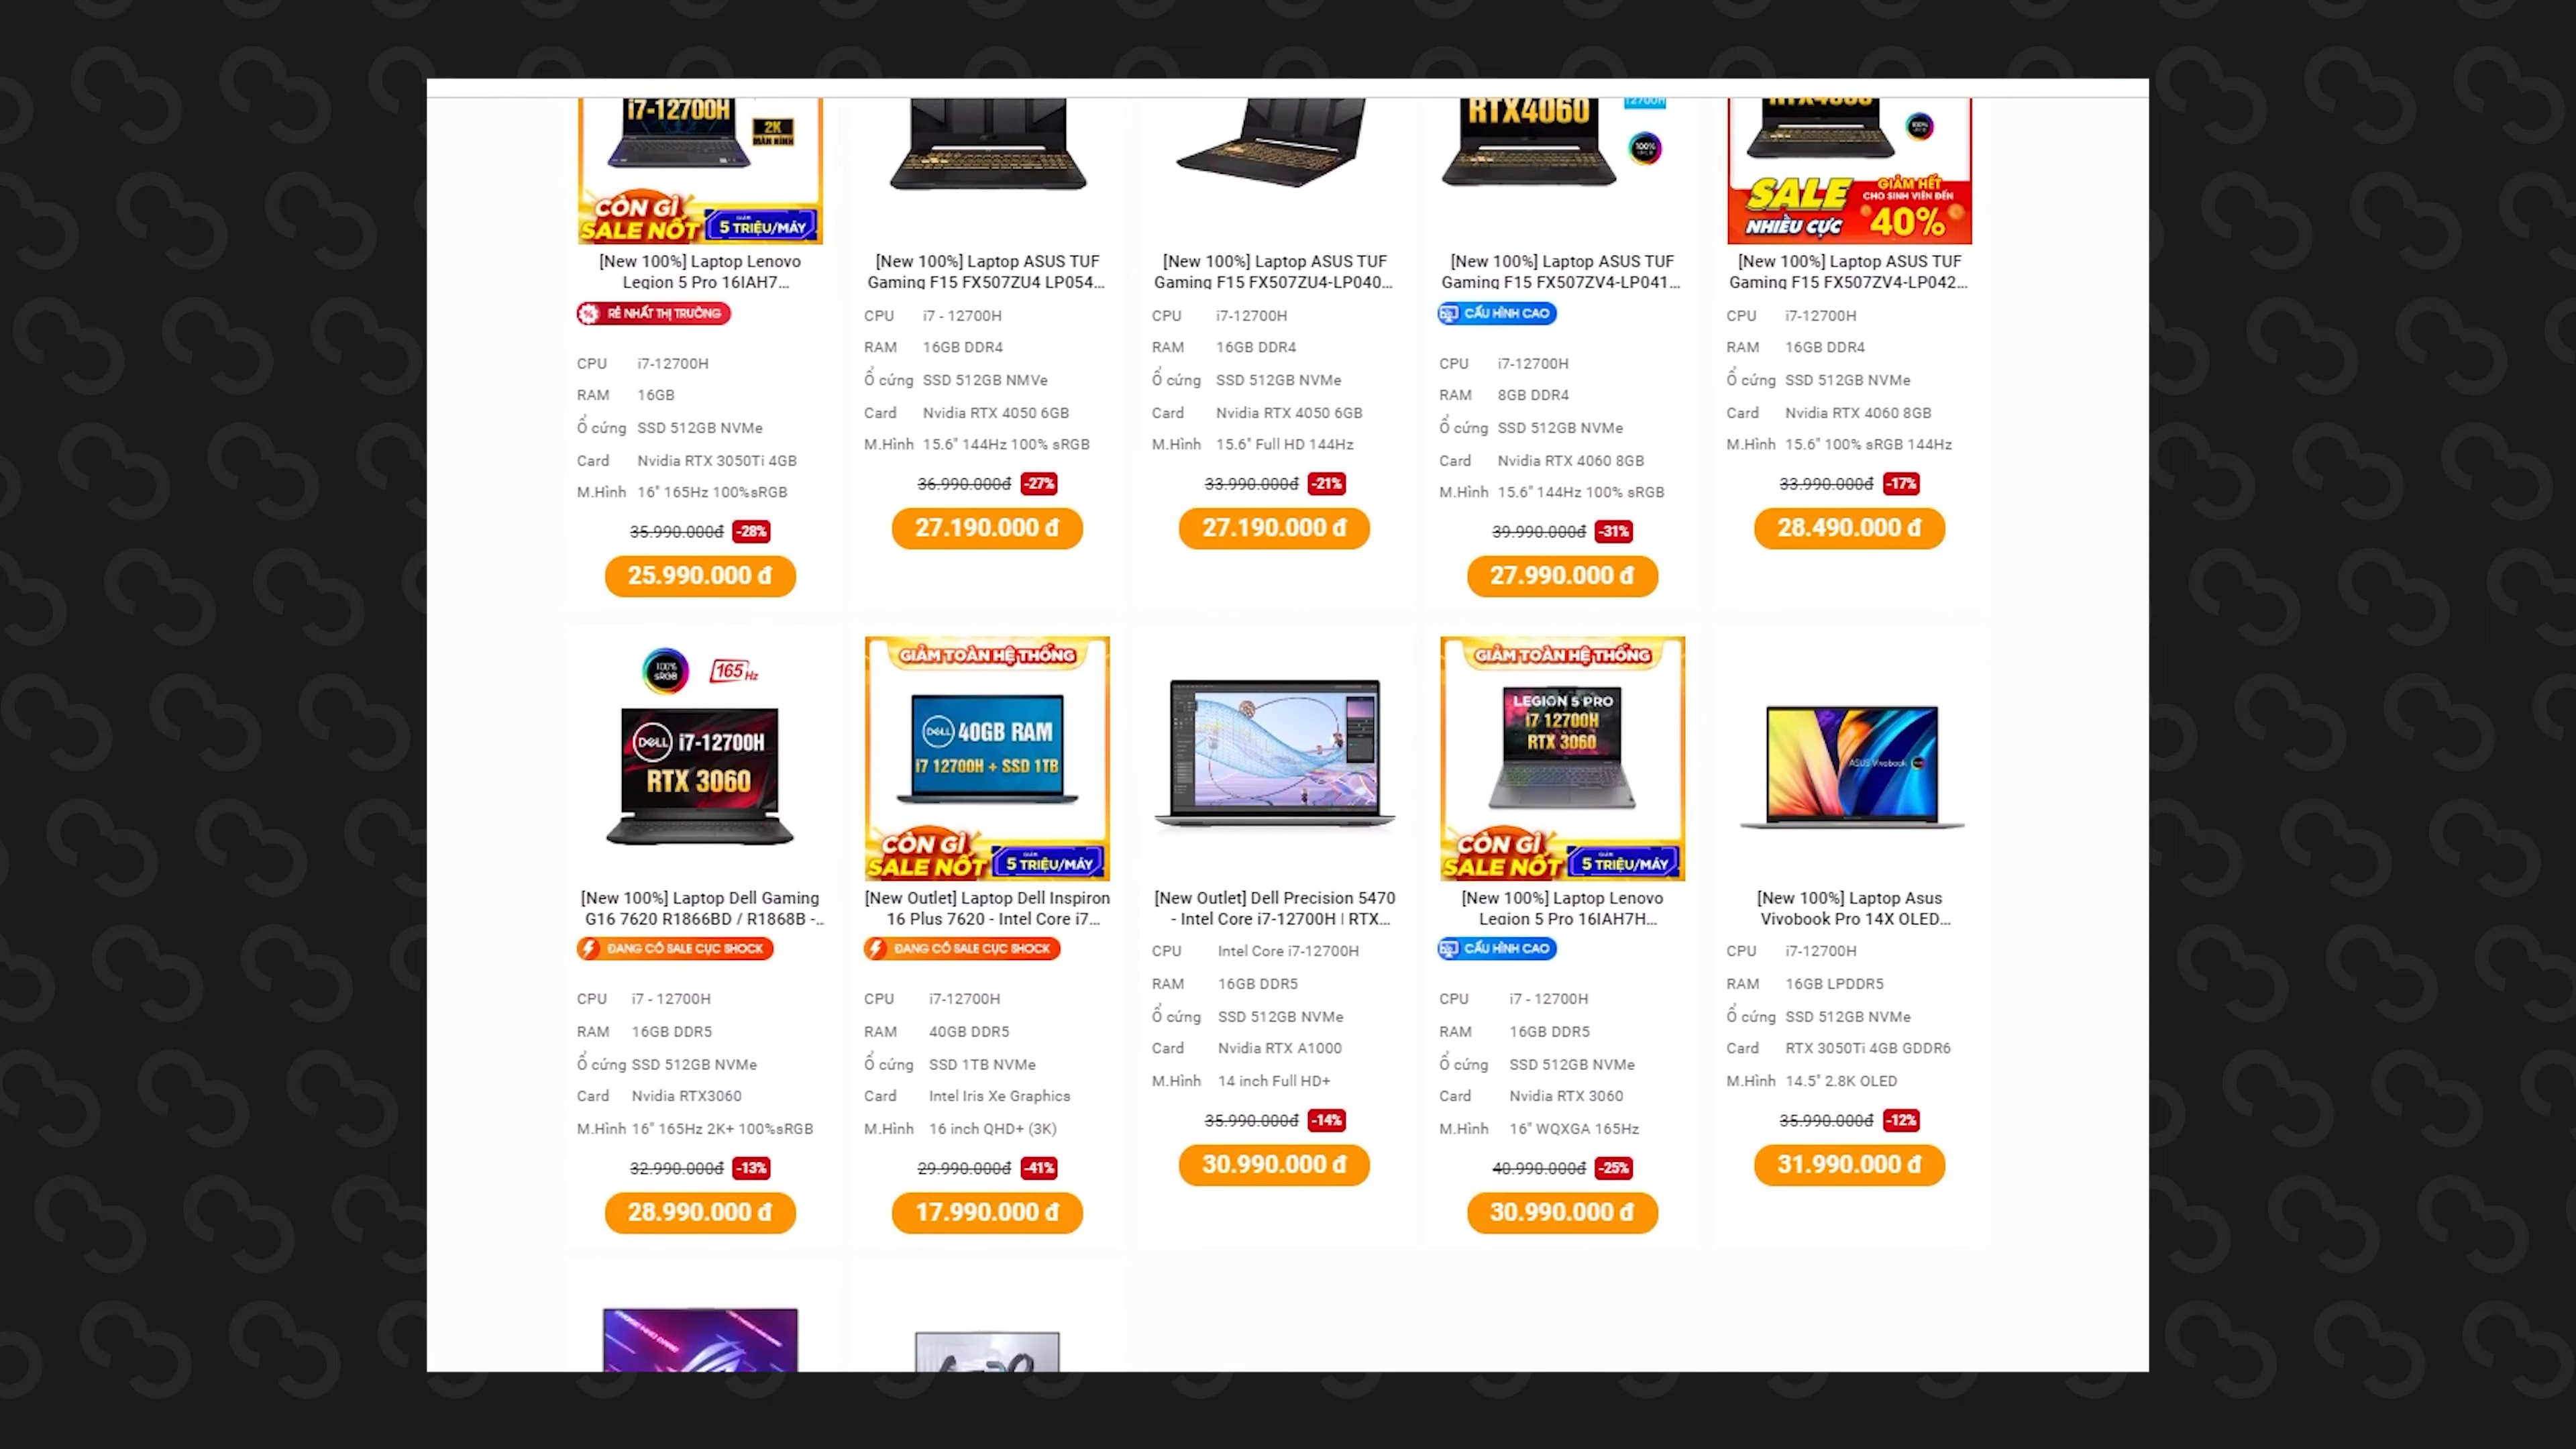 i7-12700H
2K
MÀN HÌNH
CÒN GÌ
SALE NỐT
GIẢM
5 TRIỆU/MÁY
RTX4060
12700H
100%
SALE
NHIỀU CỰC
GIẢM HẾT
CHO SINH VIÊN ĐẾN
40%
[New 100%] Laptop Lenovo
Legion 5 Pro 16IAH7...
RẺ NHẤT THỊ TRƯỜNG
CPU i7-12700H
RAM 16GB
Ổ cứng SSD 512GB NVMe
Card Nvidia RTX 3050Ti 4GB
M.Hình 16" 165Hz 100%sRGB
35.990.000đ -28%
25.990.000 đ
[New 100%] Laptop ASUS TUF
Gaming F15 FX507ZU4 LP054...
CPU i7 - 12700H
RAM 16GB DDR4
Ổ cứng SSD 512GB NMVe
Card Nvidia RTX 4050 6GB
M.Hình 15.6" 144Hz 100% sRGB
36.990.000đ -27%
27.190.000 đ
[New 100%] Laptop ASUS TUF
Gaming F15 FX507ZU4-LP040...
CPU i7-12700H
RAM 16GB DDR4
Ổ cứng SSD 512GB NVMe
Card Nvidia RTX 4050 6GB
M.Hình 15.6" Full HD 144Hz
33.990.000đ -21%
27.190.000 đ
[New 100%] Laptop ASUS TUF
Gaming F15 FX507ZV4-LP041...
CẤU HÌNH CAO
CPU i7-12700H
RAM 8GB DDR4
Ổ cứng SSD 512GB NVMe
Card Nvidia RTX 4060 8GB
M.Hình 15.6" 144Hz 100% sRGB
39.990.000đ -31%
27.990.000 đ
[New 100%] Laptop ASUS TUF
Gaming F15 FX507ZV4-LP042...
CPU i7-12700H
RAM 16GB DDR4
Ổ cứng SSD 512GB NVMe
Card Nvidia RTX 4060 8GB
M.Hình 15.6" 100% sRGB 144Hz
33.990.000đ -17%
28.490.000 đ
100%
sRGB
165Hz
DELL i7-12700H
RTX 3060
[New 100%] Laptop Dell Gaming
G16 7620 R1866BD / R1868B -...
ĐANG CÓ SALE CỰC SHOCK
CPU i7 - 12700H
RAM 16GB DDR5
Ổ cứng SSD 512GB NVMe
Card Nvidia RTX3060
M.Hình 16" 165Hz 2K+ 100%sRGB
32.990.000đ -13%
28.990.000 đ
GIẢM TOÀN HỆ THỐNG
DELL 40GB RAM
i7 12700H + SSD 1TB
CÒN GÌ
SALE NỐT
GIẢM
5 TRIỆU/MÁY
[New Outlet] Laptop Dell Inspiron
16 Plus 7620 - Intel Core i7...
ĐANG CÓ SALE CỰC SHOCK
CPU i7-12700H
RAM 40GB DDR5
Ổ cứng SSD 1TB NVMe
Card Intel Iris Xe Graphics
M.Hình 16 inch QHD+ (3K)
29.990.000đ -41%
17.990.000 đ
[New Outlet] Dell Precision 5470
- Intel Core i7-12700H | RTX...
CPU Intel Core i7-12700H
RAM 16GB DDR5
Ổ cứng SSD 512GB NVMe
Card Nvidia RTX A1000
M.Hình 14 inch Full HD+
35.990.000đ -14%
30.990.000 đ
GIẢM TOÀN HỆ THỐNG
LEGION 5 PRO
i7 12700H
RTX 3060
CÒN GÌ
SALE NỐT
GIẢM
5 TRIỆU/MÁY
[New 100%] Laptop Lenovo
Legion 5 Pro 16IAH7H...
CẤU HÌNH CAO
CPU i7 - 12700H
RAM 16GB DDR5
Ổ cứng SSD 512GB NVMe
Card Nvidia RTX 3060
M.Hình 16" WQXGA 165Hz
40.990.000đ -25%
30.990.000 đ
ASUS Vivobook
[New 100%] Laptop Asus
Vivobook Pro 14X OLED...
CPU i7-12700H
RAM 16GB LPDDR5
Ổ cứng SSD 512GB NVMe
Card RTX 3050Ti 4GB GDDR6
M.Hình 14.5" 2.8K OLED
35.990.000đ -12%
31.990.000 đ